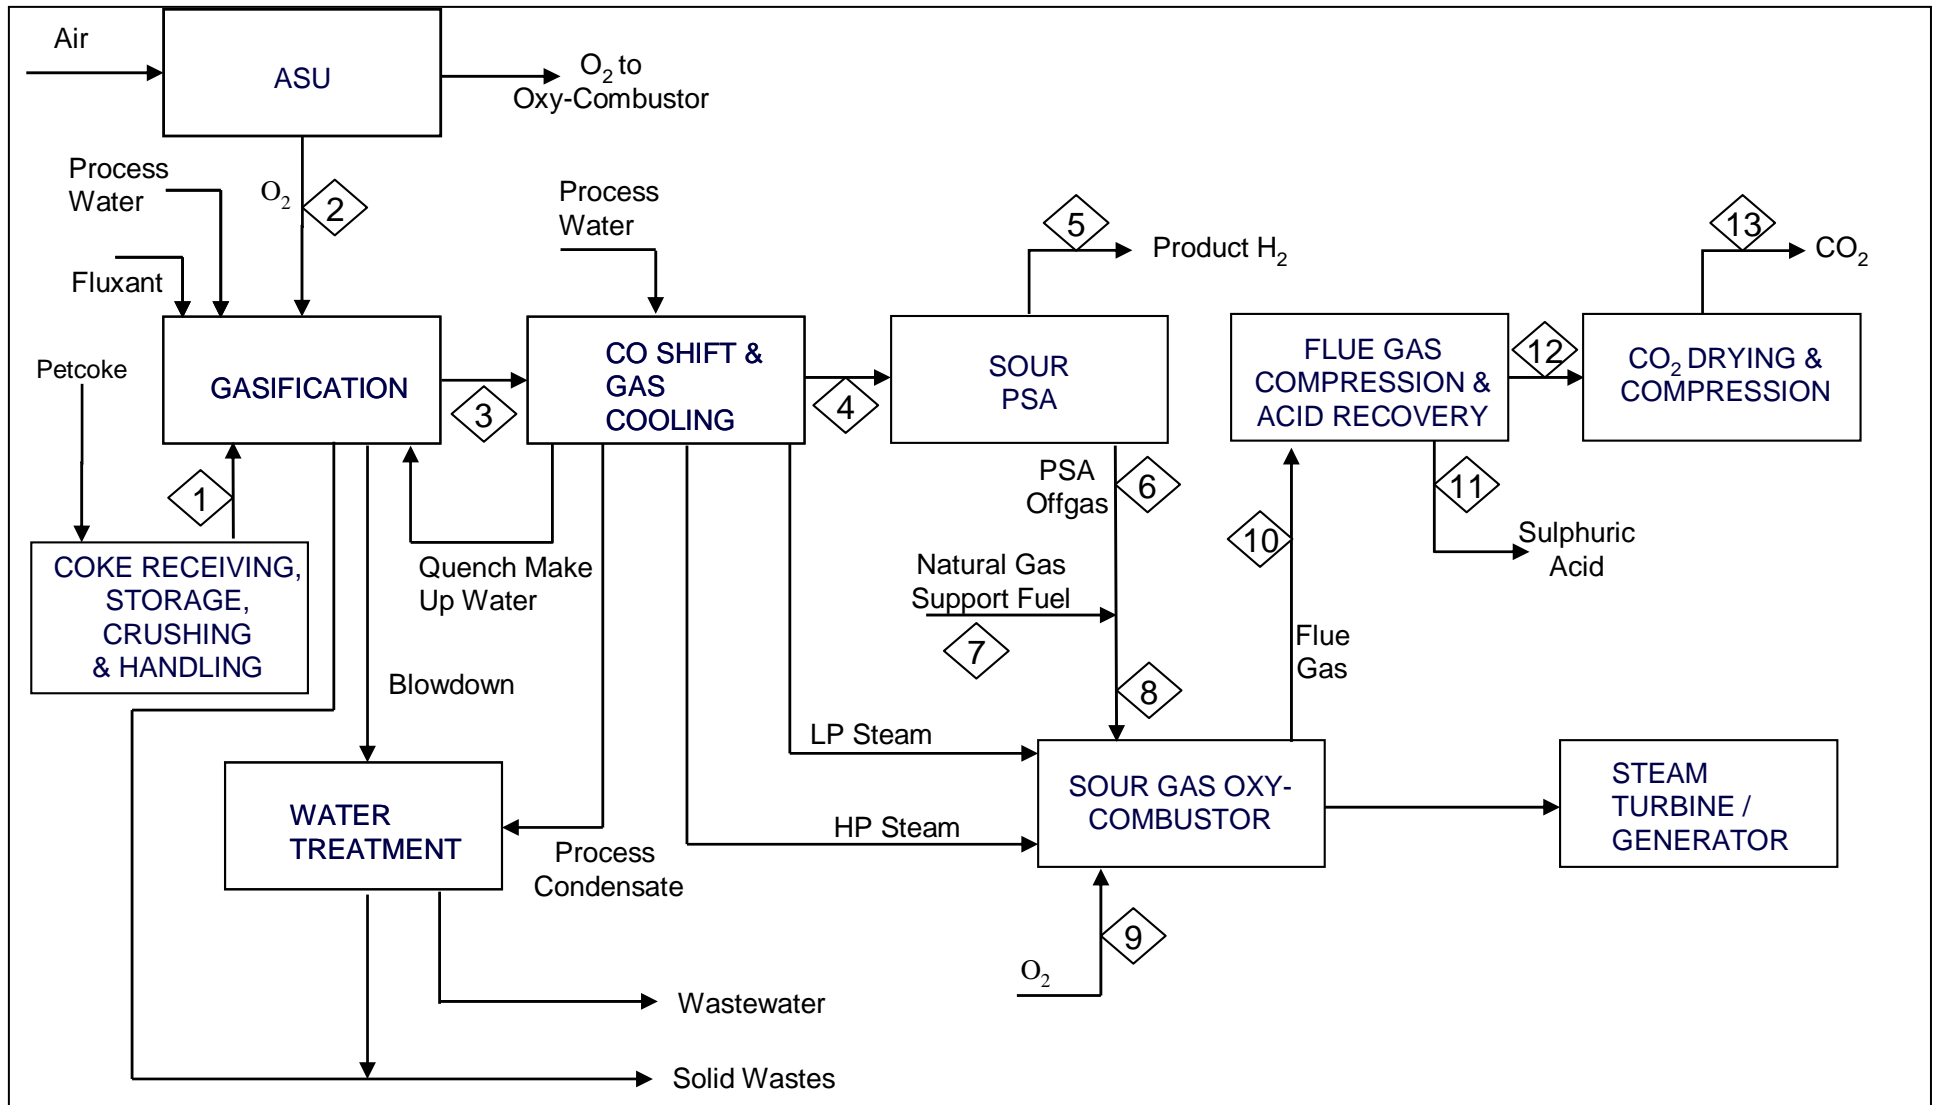 Air
ASU
O2 to
Oxy-Combustor
Process
Water
O2
2
Fluxant
Process
Water
5
Product H2
13
CO2
Petcoke
GASIFICATION
3
CO SHIFT &
GAS
COOLING
4
SOUR
PSA
FLUE GAS
COMPRESSION &
ACID RECOVERY
12
CO2 DRYING &
COMPRESSION
1
PSA
Offgas
6
10
11
Sulphuric
Acid
COKE RECEIVING,
STORAGE,
CRUSHING
& HANDLING
Quench Make
Up Water
Natural Gas
Support Fuel
7
Flue
Gas
Blowdown
8
LP Steam
WATER
TREATMENT
HP Steam
SOUR GAS OXY-
COMBUSTOR
STEAM
TURBINE /
GENERATOR
Process
Condensate
9
O2
Wastewater
Solid Wastes